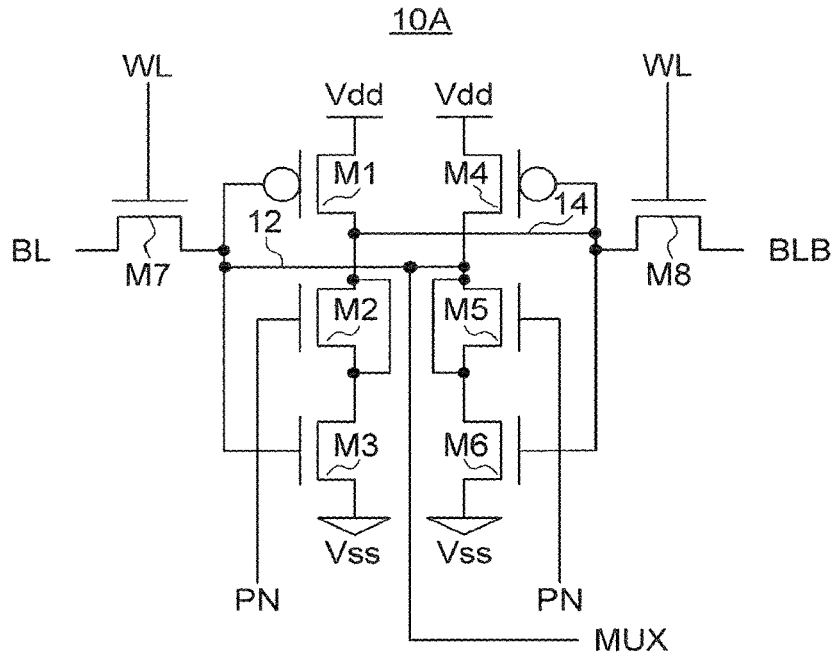 10A
WL WL
Vdd Vdd
M1 M4
12 14
BL BLB
M7 M8
M2 M5
M3 M6
Vss Vss
PN PN
MUX